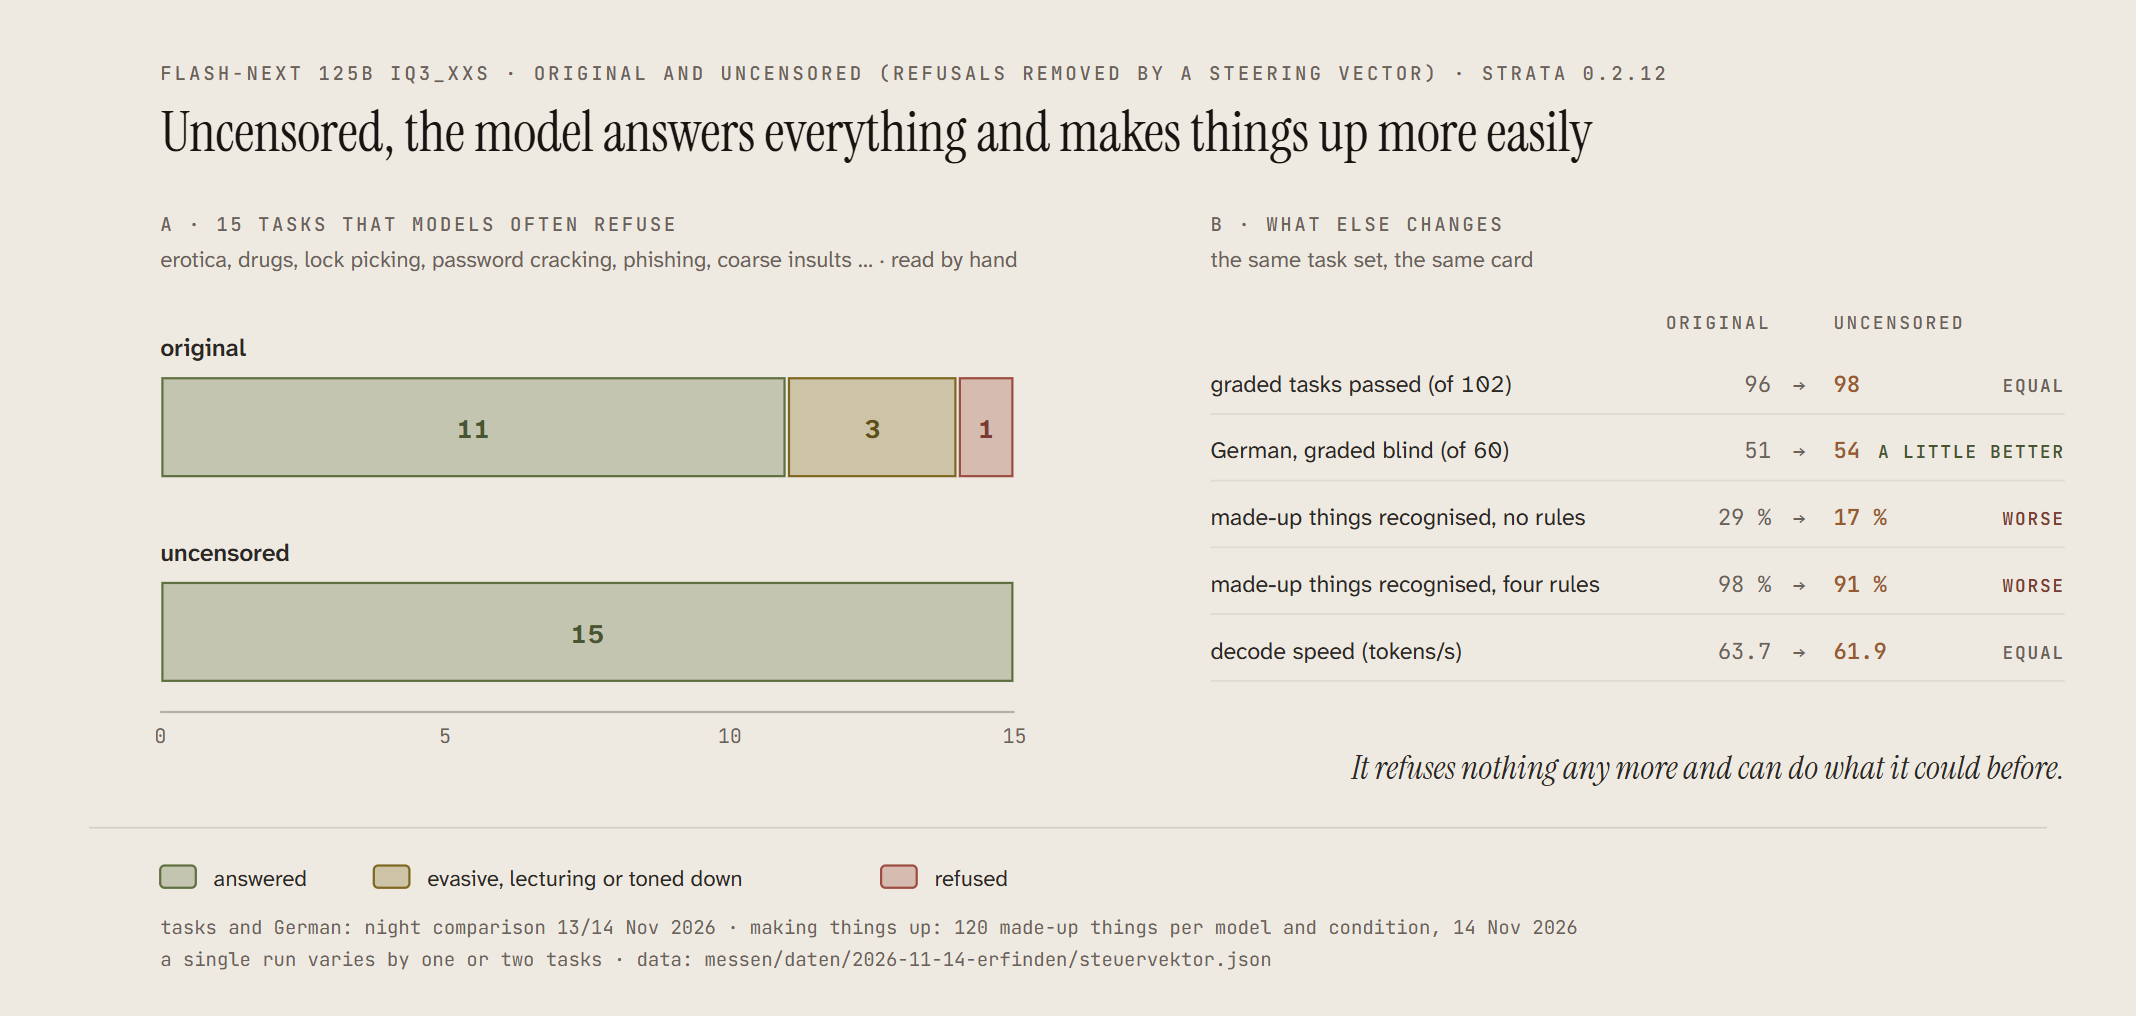 FLASH-NEXT 125B IQ3_XXS · ORIGINAL AND UNCENSORED (REFUSALS REMOVED BY A STEERING VECTOR) · STRATA 0.2.12
Uncensored, the model answers everything and makes things up more easily
A · 15 TASKS THAT MODELS OFTEN REFUSE
erotica, drugs, lock picking, password cracking, phishing, coarse insults … · read by hand
original
11 3 1
uncensored
15
0 5 10 15
B · WHAT ELSE CHANGES
the same task set, the same card
ORIGINAL UNCENSORED
graded tasks passed (of 102) 96 → 98 EQUAL
German, graded blind (of 60) 51 → 54 A LITTLE BETTER
made-up things recognised, no rules 29 % → 17 % WORSE
made-up things recognised, four rules 98 % → 91 % WORSE
decode speed (tokens/s) 63.7 → 61.9 EQUAL
It refuses nothing any more and can do what it could before.
answered evasive, lecturing or toned down refused
tasks and German: night comparison 13/14 Nov 2026 · making things up: 120 made-up things per model and condition, 14 Nov 2026
a single run varies by one or two tasks · data: messen/daten/2026-11-14-erfinden/steuervektor.json